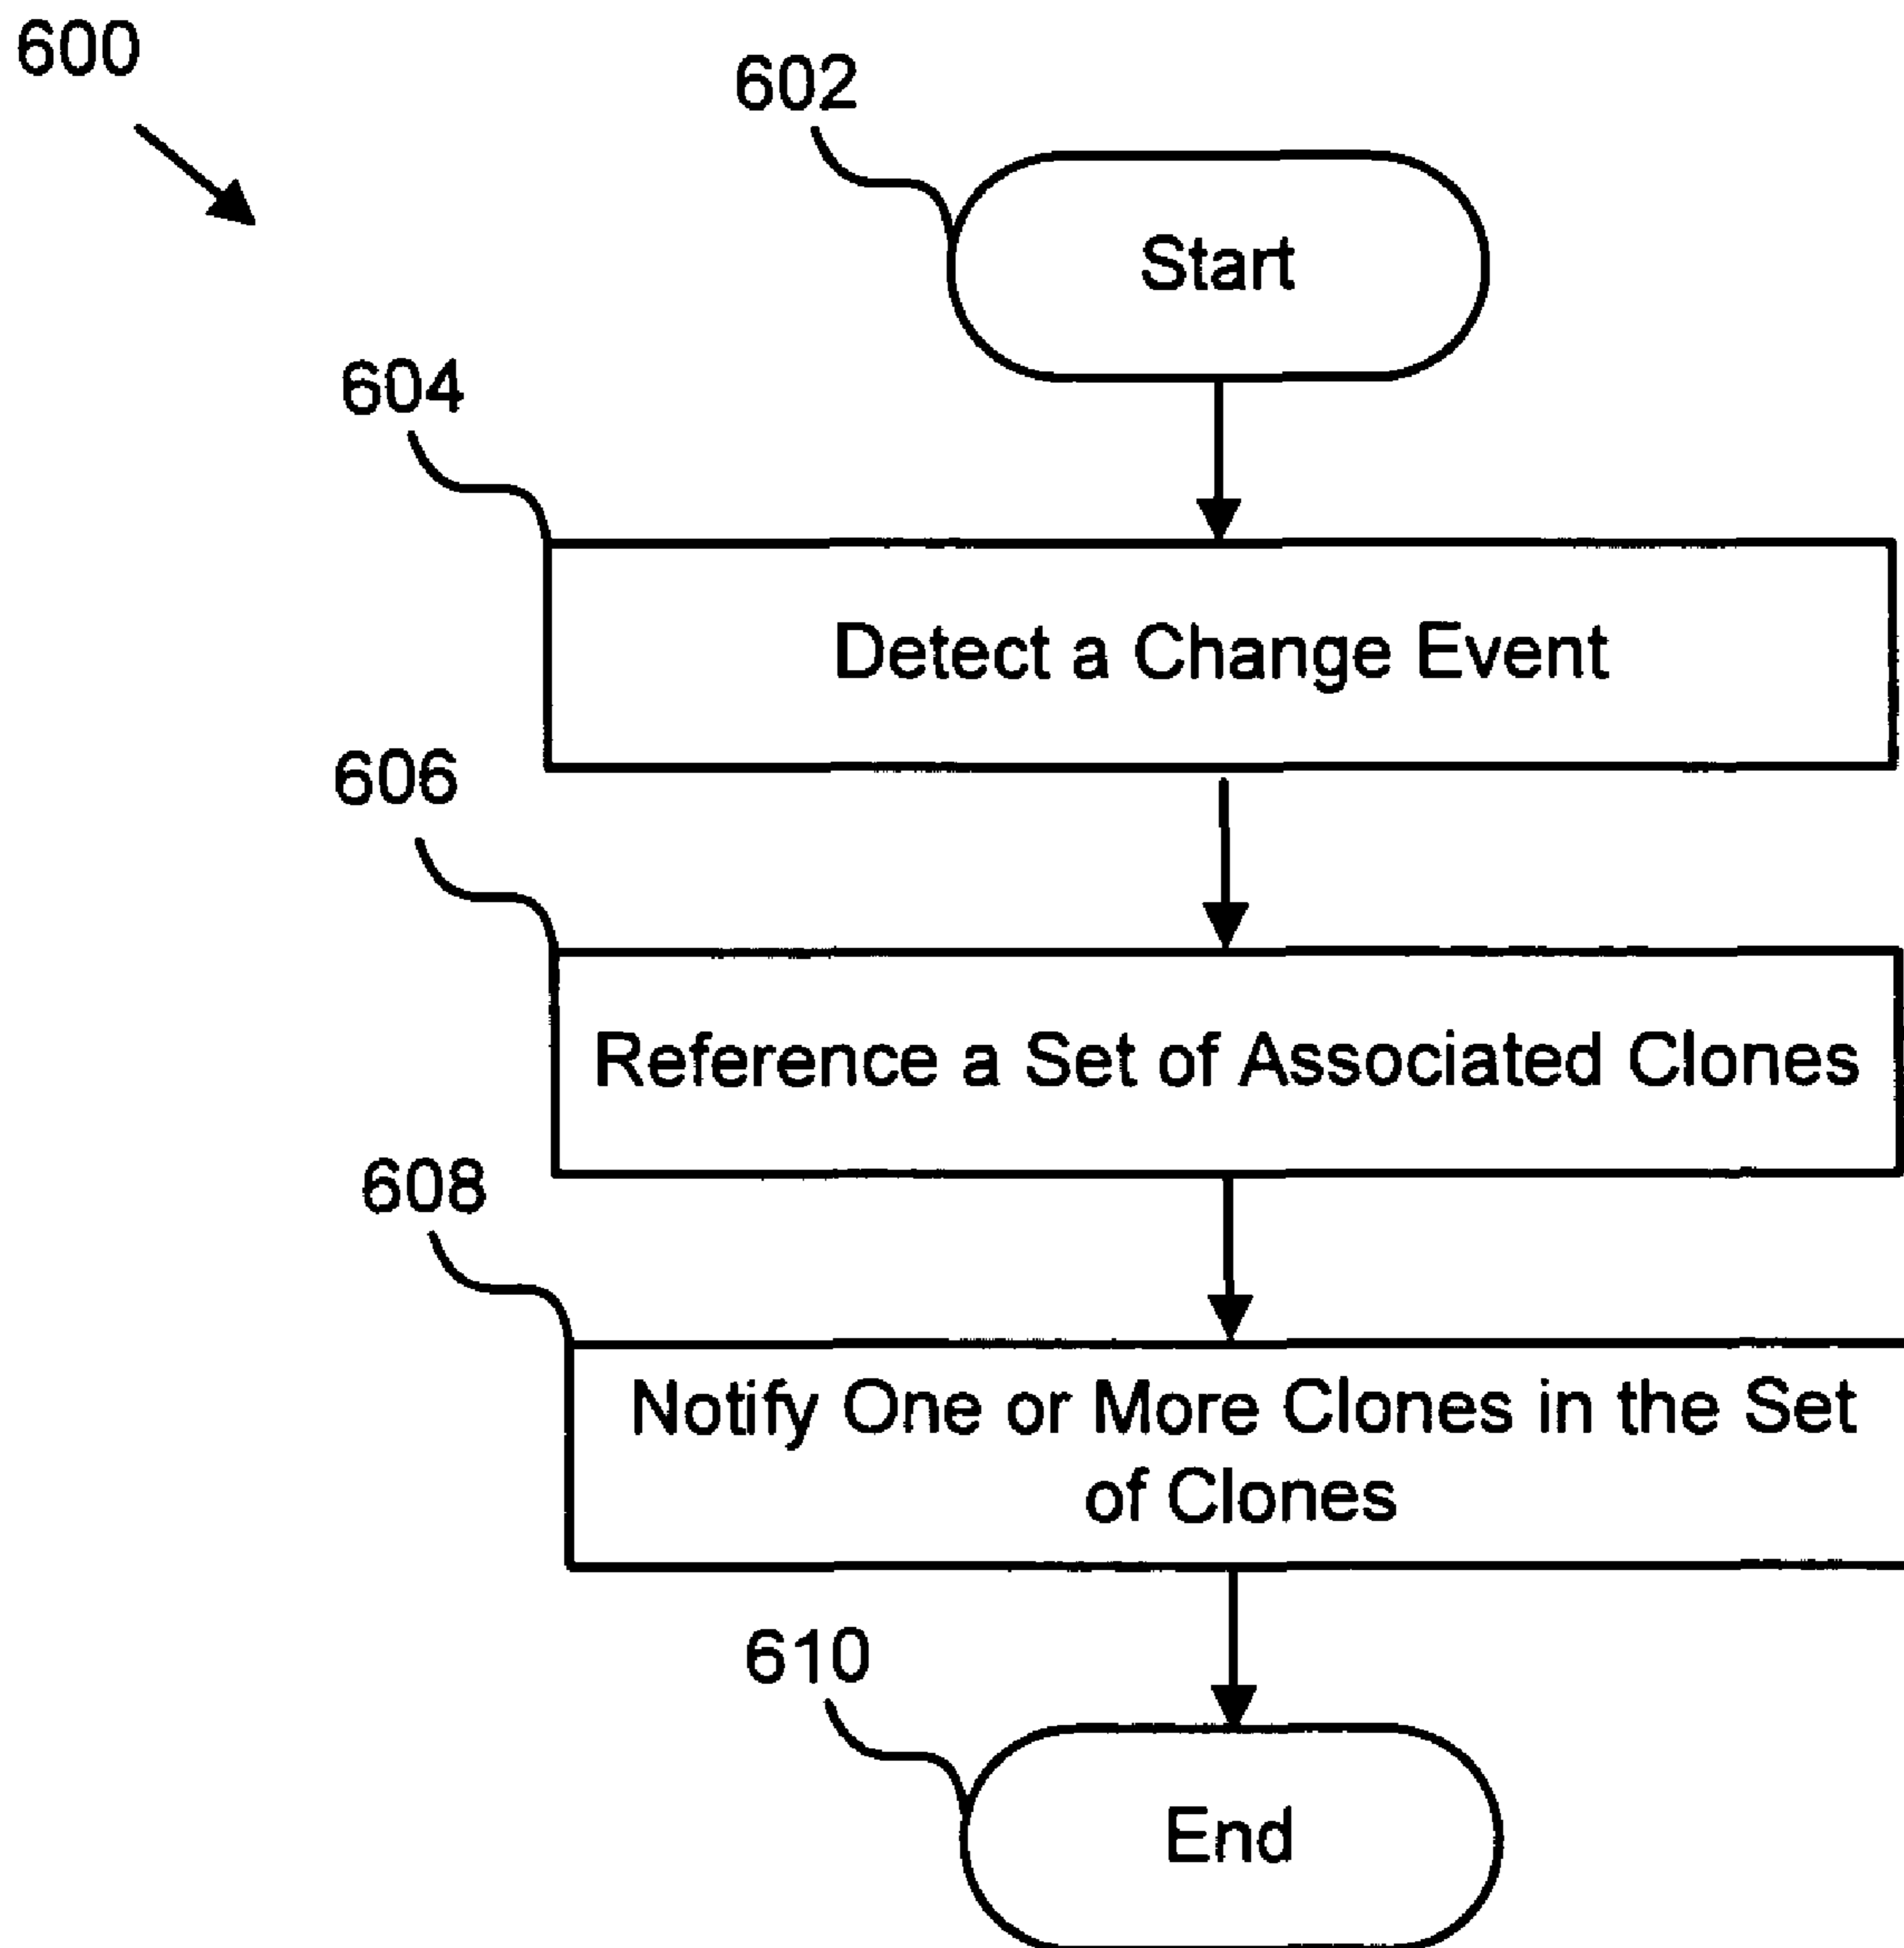 600
602
Start
604
Detect a Change Event
606
Reference a Set of Associated Clones
608
Notify One or More Clones in the Set
of Clones
610
End